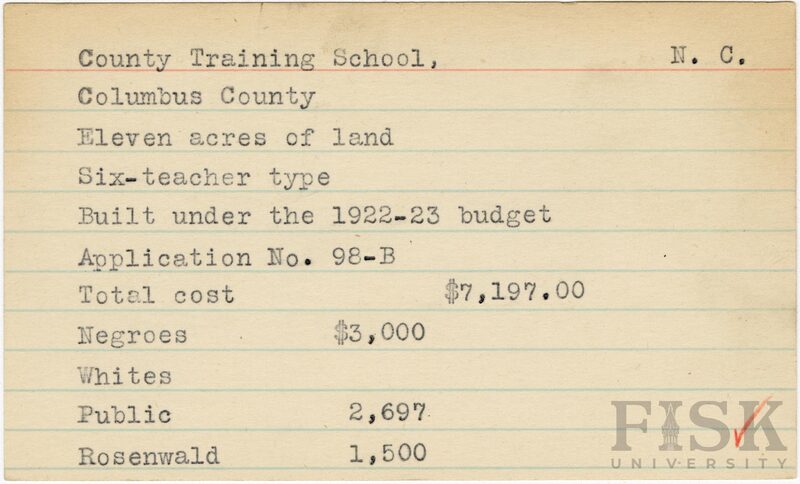 County Training School, N. C.
Columbus County
Eleven acres of land
Six-teacher type
Built under the 1922-23 budget
Application No. 98-B
Total cost $7,197.00
Negroes $3,000
Whites
Public 2,697
Rosenwald 1,500
FISK
UNIVERSITY